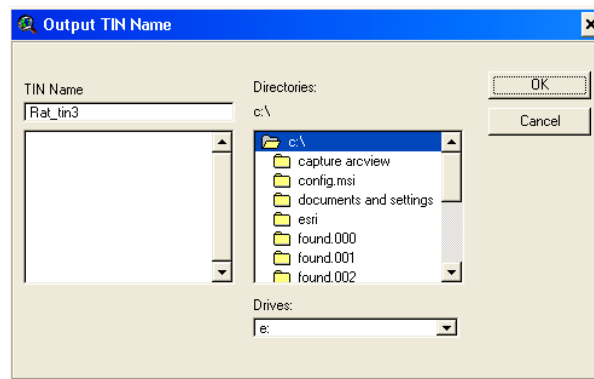 Output TIN Name
TIN Name
Rat_tin3
Directories:
c:\
c:\
capture arcview
config.msi
documents and settings
esri
found.000
found.001
found.002
Drives:
e:
OK
Cancel